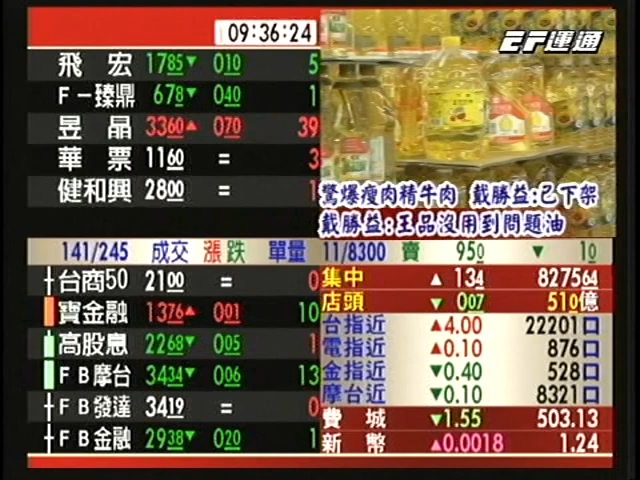 09:36:24
EF運通
飛宏 1785▼ 010 5
F－臻鼎 678▼ 040 1
昱晶 3360▲ 070 39
華票 1160 = 3
健和興 2800 = 1
驚爆瘦肉精牛肉 戴勝益:已下架
戴勝益:王品沒用到問題油
141/245 成交 漲跌 單量
11/8300 賣 950 ▼ 10
台商50 2100 = 0
寶金融 1376▲ 001 10
高股息 2268▼ 005 1
FB摩台 3434▼ 006 13
FB發達 3419 = 0
FB金融 2938▼ 020 1
集中 ▲ 134 827564
店頭 ▼ 007 510億
台指近 ▲4.00 22201口
電指近 ▲0.10 876口
金指近 ▼0.40 528口
摩台近 ▼0.10 8321口
費城 ▼1.55 503.13
新幣 ▲0.0018 1.24